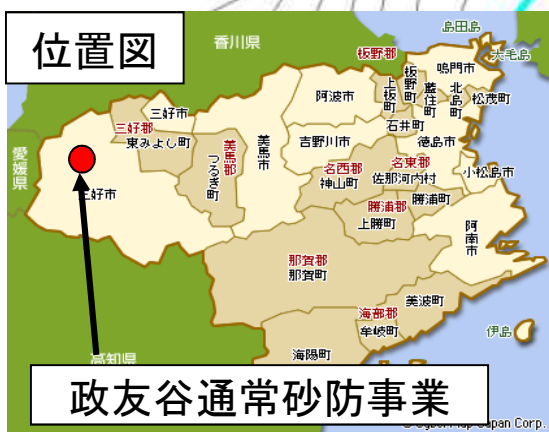 位置図
香川県
島田島
大毛島
板野郡
鳴門市
板野町
上板町
藍住町
北島町
松茂町
阿波市
三好市
三好郡
東みよし町
美馬郡
つるぎ町
美馬市
吉野川市
石井町
徳島市
愛媛県
名西郡
神山町
名東郡
佐那河内村
小松島市
三好市
勝浦郡
勝浦町
上勝町
阿南市
那賀郡
那賀町
美波町
海部郡
牟岐町
伊島
高知県
海陽町
政友谷通常砂防事業
Japan Corp.